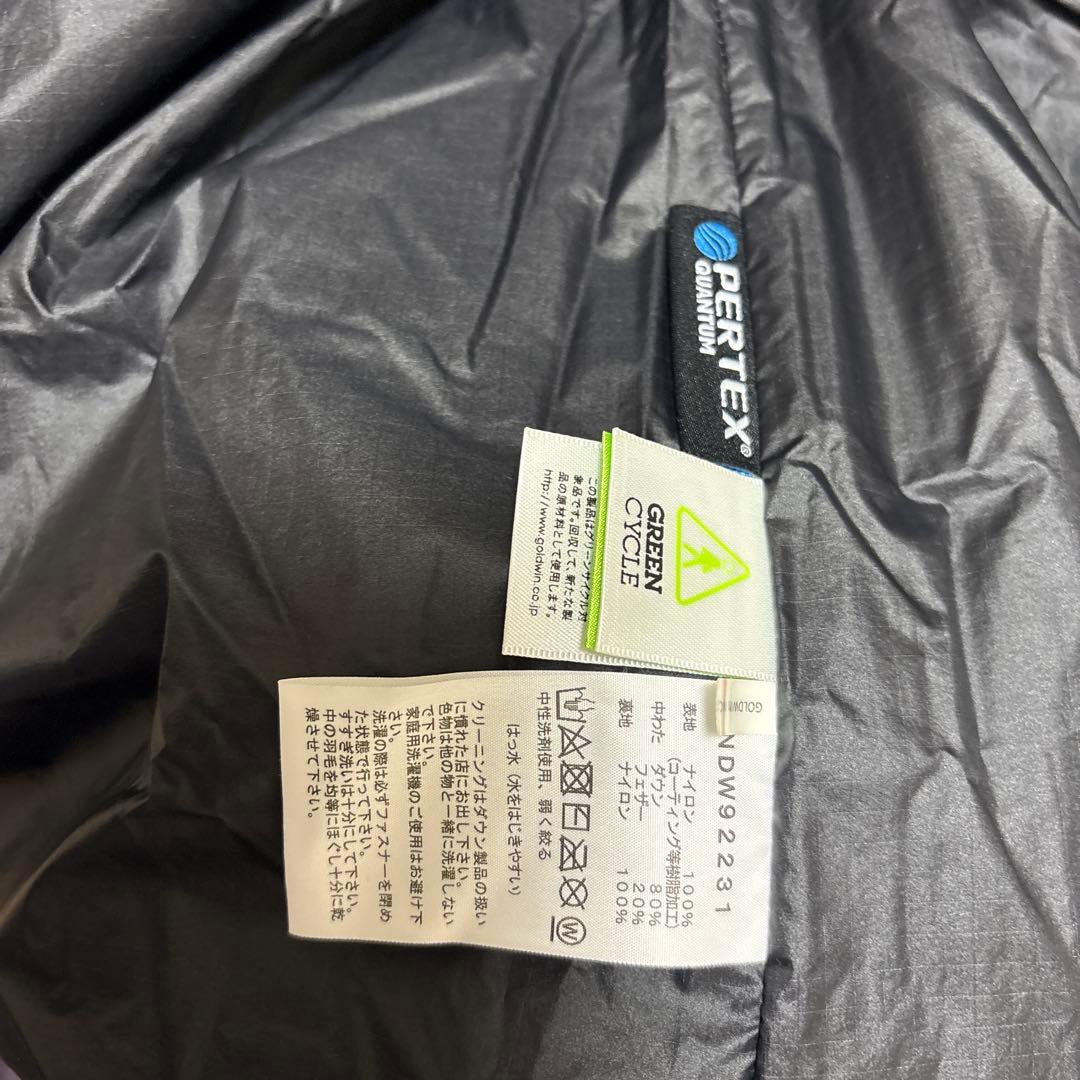 PERTEX®
QUANTUM
GREEN
CYCLE
この製品はグリーンサイクル対
象品です。回収して、新たな製
品の原材料として使用します。
http://www.goldwin.co.jp
GOLDWIN
NDW92231
表地 ナイロン 100%
(コーティング等樹脂加工)
中わた ダウン 80%
フェザー 20%
裏地 ナイロン 100%
W
中性洗剤使用、弱く絞る
はっ水(水をはじきやすい)
クリーニングはダウン製品の扱い
に慣れた店にお出し下さい。
色物は他の物と一緒に洗濯しない
で下さい。
家庭用洗濯機のご使用はお避け下
さい。
洗濯の際は必ずファスナーを閉め
た状態で行って下さい。
すすぎ洗いは十分にして下さい。
中の羽毛を均等にほぐし十分に乾
燥させて下さい。